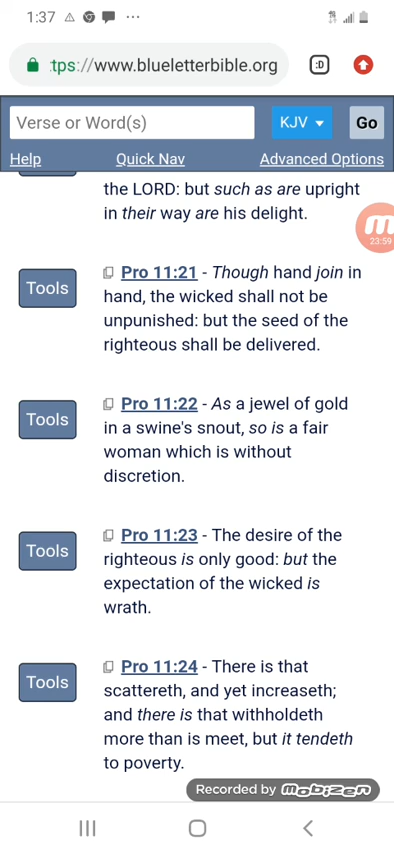 1:37
tps://www.blueletterbible.org
:D
Verse or Word(s)
KJV
Go
Help
Quick Nav
Advanced Options
the LORD: but such as are upright
in their way are his delight.
m
23:59
Tools
Pro 11:21 - Though hand join in
hand, the wicked shall not be
unpunished: but the seed of the
righteous shall be delivered.
Tools
Pro 11:22 - As a jewel of gold
in a swine's snout, so is a fair
woman which is without
discretion.
Tools
Pro 11:23 - The desire of the
righteous is only good: but the
expectation of the wicked is
wrath.
Tools
Pro 11:24 - There is that
scattereth, and yet increaseth;
and there is that withholdeth
more than is meet, but it tendeth
to poverty.
Recorded by mobizen